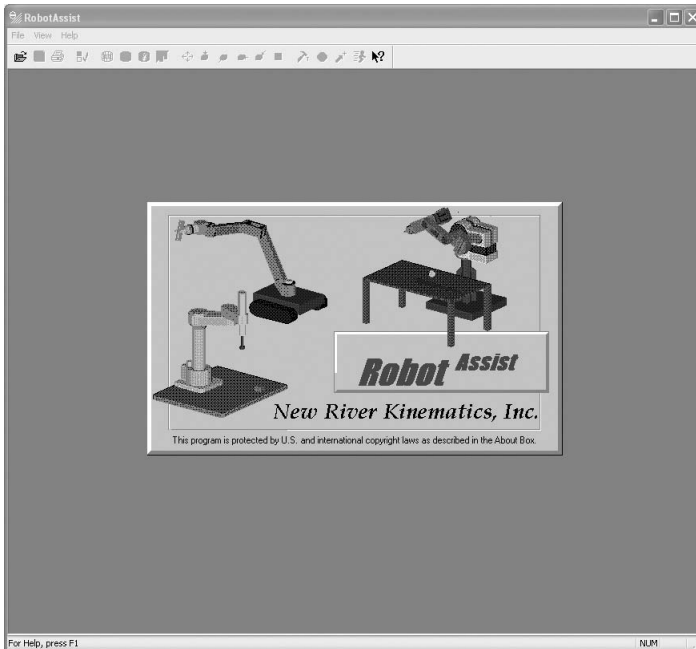 RobotAssist
File View Help
Robot Assist
New River Kinematics, Inc.
This program is protected by U.S. and international copyright laws as described in the About Box.
For Help, press F1
NUM